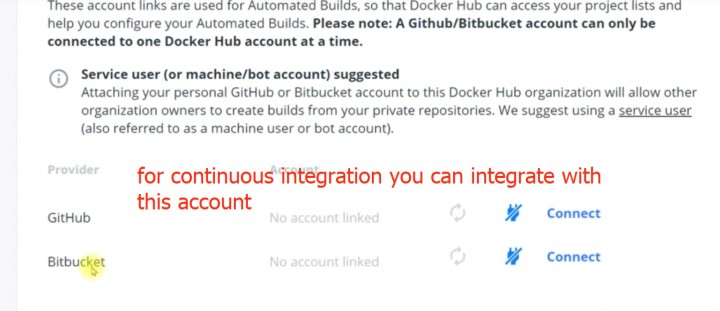 These account links are used for Automated Builds, so that Docker Hub can access your project lists and
help you configure your Automated Builds. Please note: A Github/Bitbucket account can only be
connected to one Docker Hub account at a time.
Service user (or machine/bot account) suggested
Attaching your personal GitHub or Bitbucket account to this Docker Hub organization will allow other
organization owners to create builds from your private repositories. We suggest using a service user
(also referred to as a machine user or bot account).
Provider Account
for continuous integration you can integrate with
this account
GitHub No account linked Connect
Bitbucket No account linked Connect